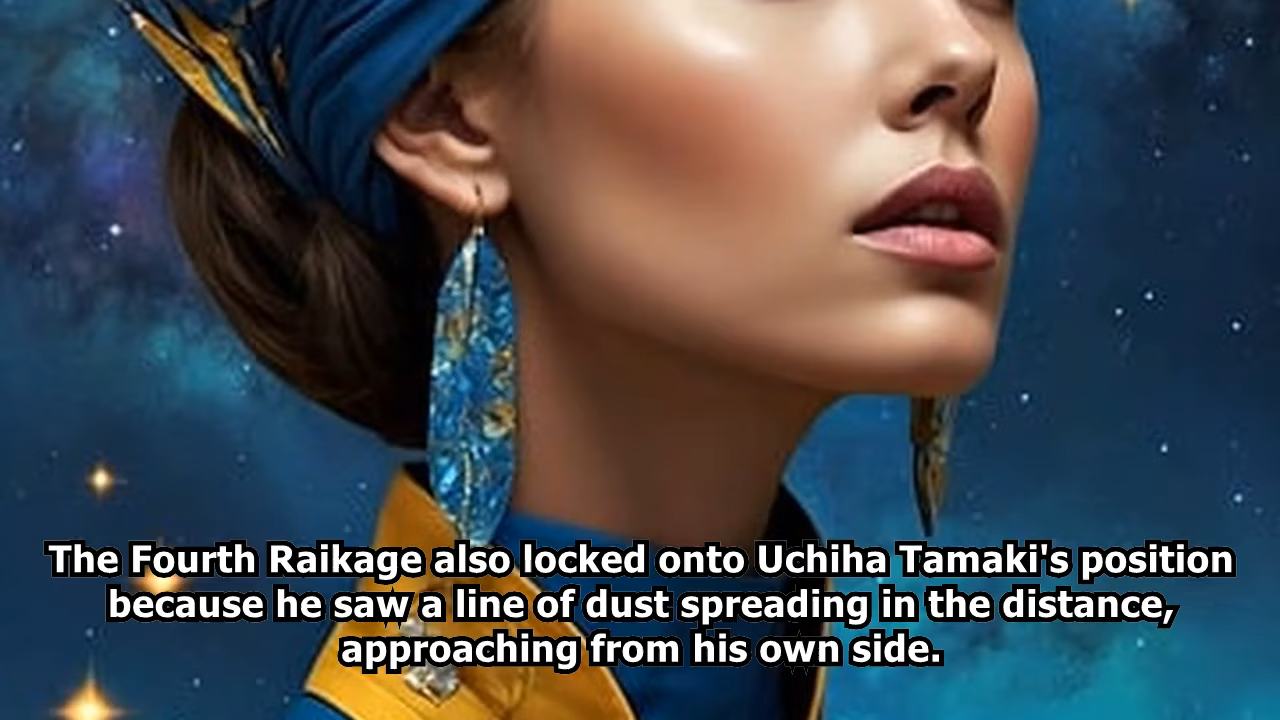 The Fourth Raikage also locked onto Uchiha Tamaki's position
because he saw a line of dust spreading in the distance,
approaching from his own side.